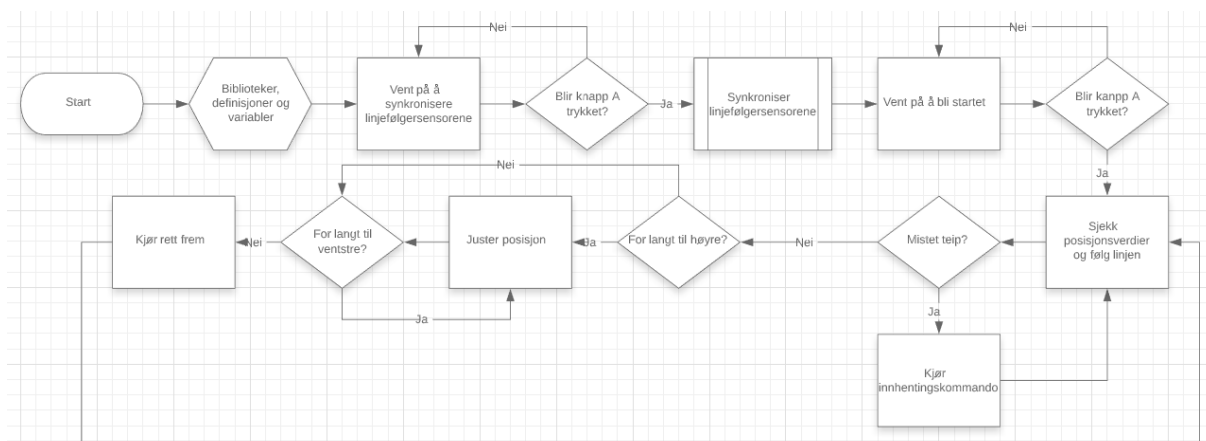 Nei
Nei
Start
Biblioteker,
definisjoner og
variabler
Vent på å
synkronisere
linjefølgersensorene
Blir knapp A
trykket?
Ja
Synkroniser
linjefølgersensorene
Vent på å bli startet
Blir kanpp A
trykket?
Ja
Nei
Kjør rett frem
Nei
For langt til
ventstre?
Juster posisjon
Ja
For langt til høyre?
Nei
Mistet teip?
Sjekk
posisjonsverdier
og følg linjen
Ja
Ja
Kjør
innhentingskommando